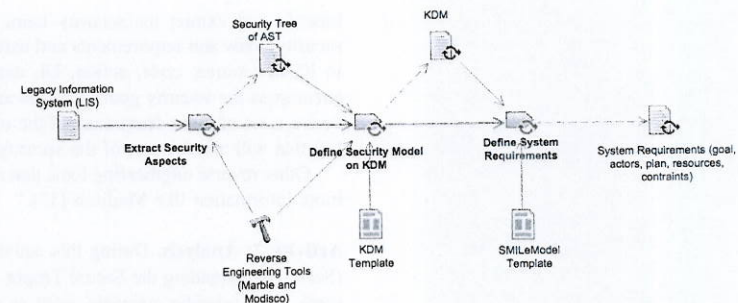 Security Tree
of AST
KDM
Legacy Information
System (LIS)
Extract Security
Aspects
Define Security Model
on KDM
Define System
Requirements
System Requirements (goal,
actors, plan, resources,
contraints)
Reverse
Engineering Tools
(Marble and
Modisco)
KDM
Template
SMILeModel
Template